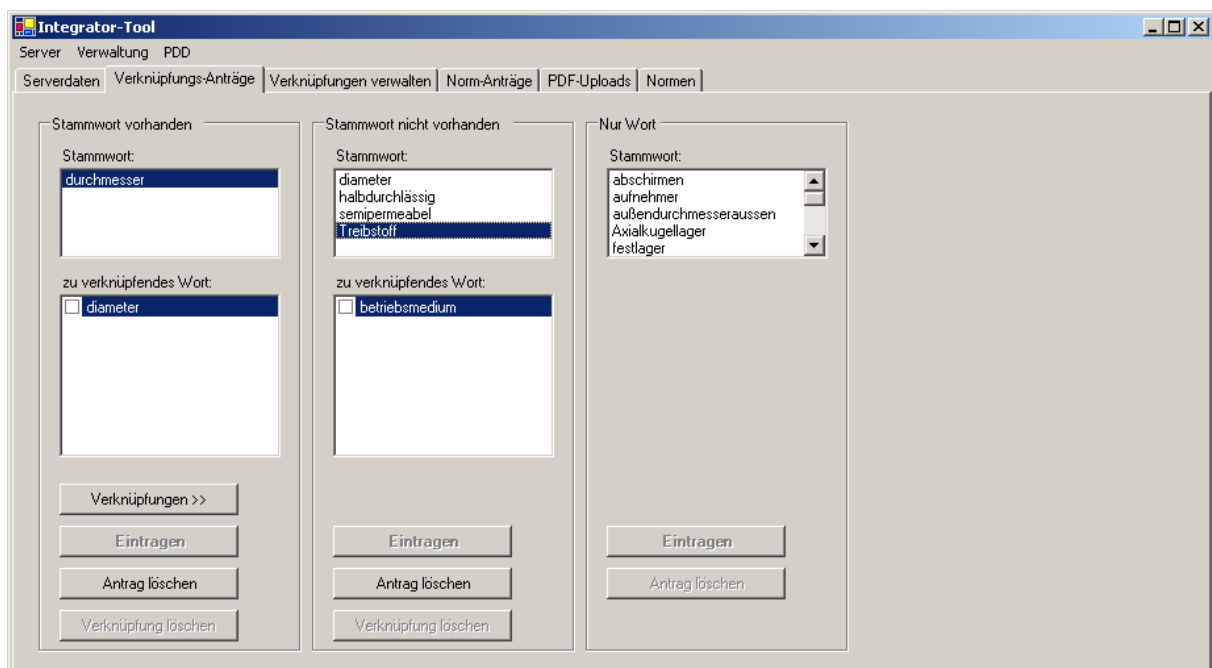 Integrator-Tool
Server Verwaltung PDD
Serverdaten Verknüpfungs-Anträge Verknüpfungen verwalten Norm-Anträge PDF-Uploads Normen
Stammwort vorhanden
Stammwort:
durchmesser
zu verknüpfendes Wort:
diameter
Verknüpfungen >>
Eintragen
Antrag löschen
Verknüpfung löschen
Stammwort nicht vorhanden
Stammwort:
diameter
halbdurchlässig
semipermeabel
Treibstoff
zu verknüpfendes Wort:
betriebsmedium
Eintragen
Antrag löschen
Verknüpfung löschen
Nur Wort
Stammwort:
abschirmen
aufnehmer
außendurchmesseraussen
Axialkugellager
festlager
Eintragen
Antrag löschen